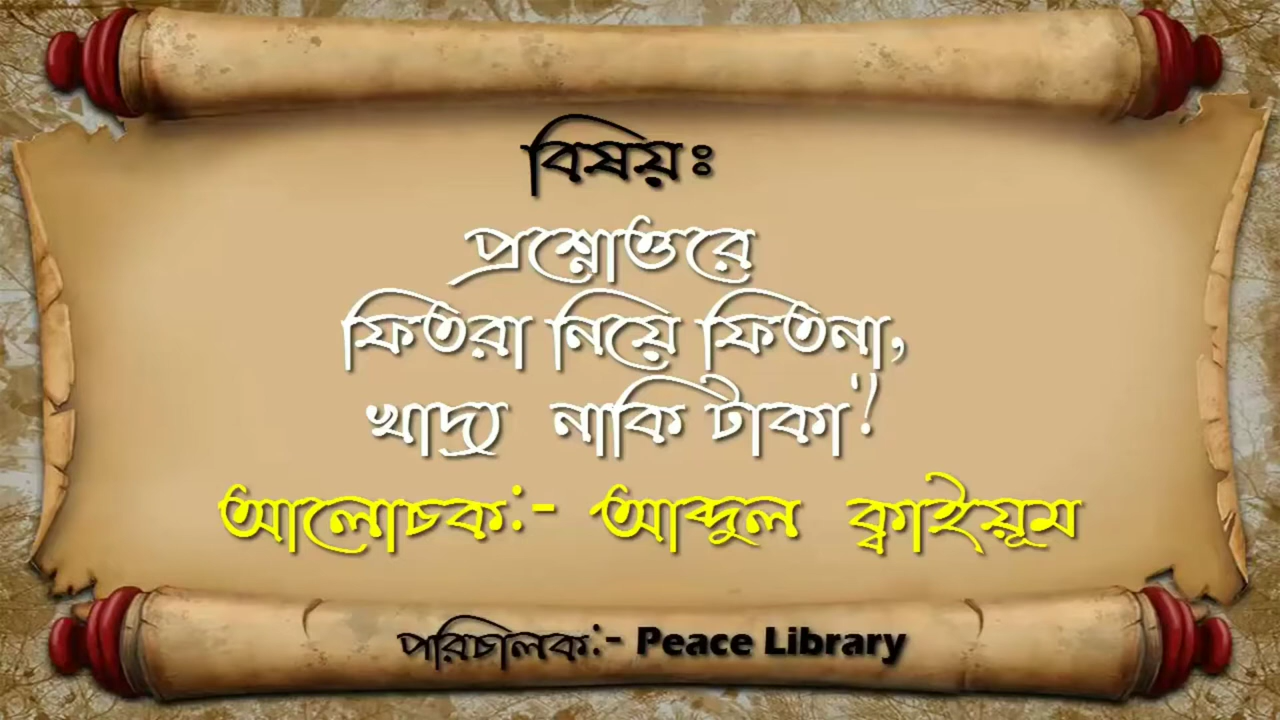 বিষয়ঃ
প্রশ্নোত্তরে
ফিতরা নিয়ে ফিতনা,
খাদ্য নাকি টাকা?
আলোচক:- আব্দুল ক্বাইয়ূম
পরিচালক:- Peace Library